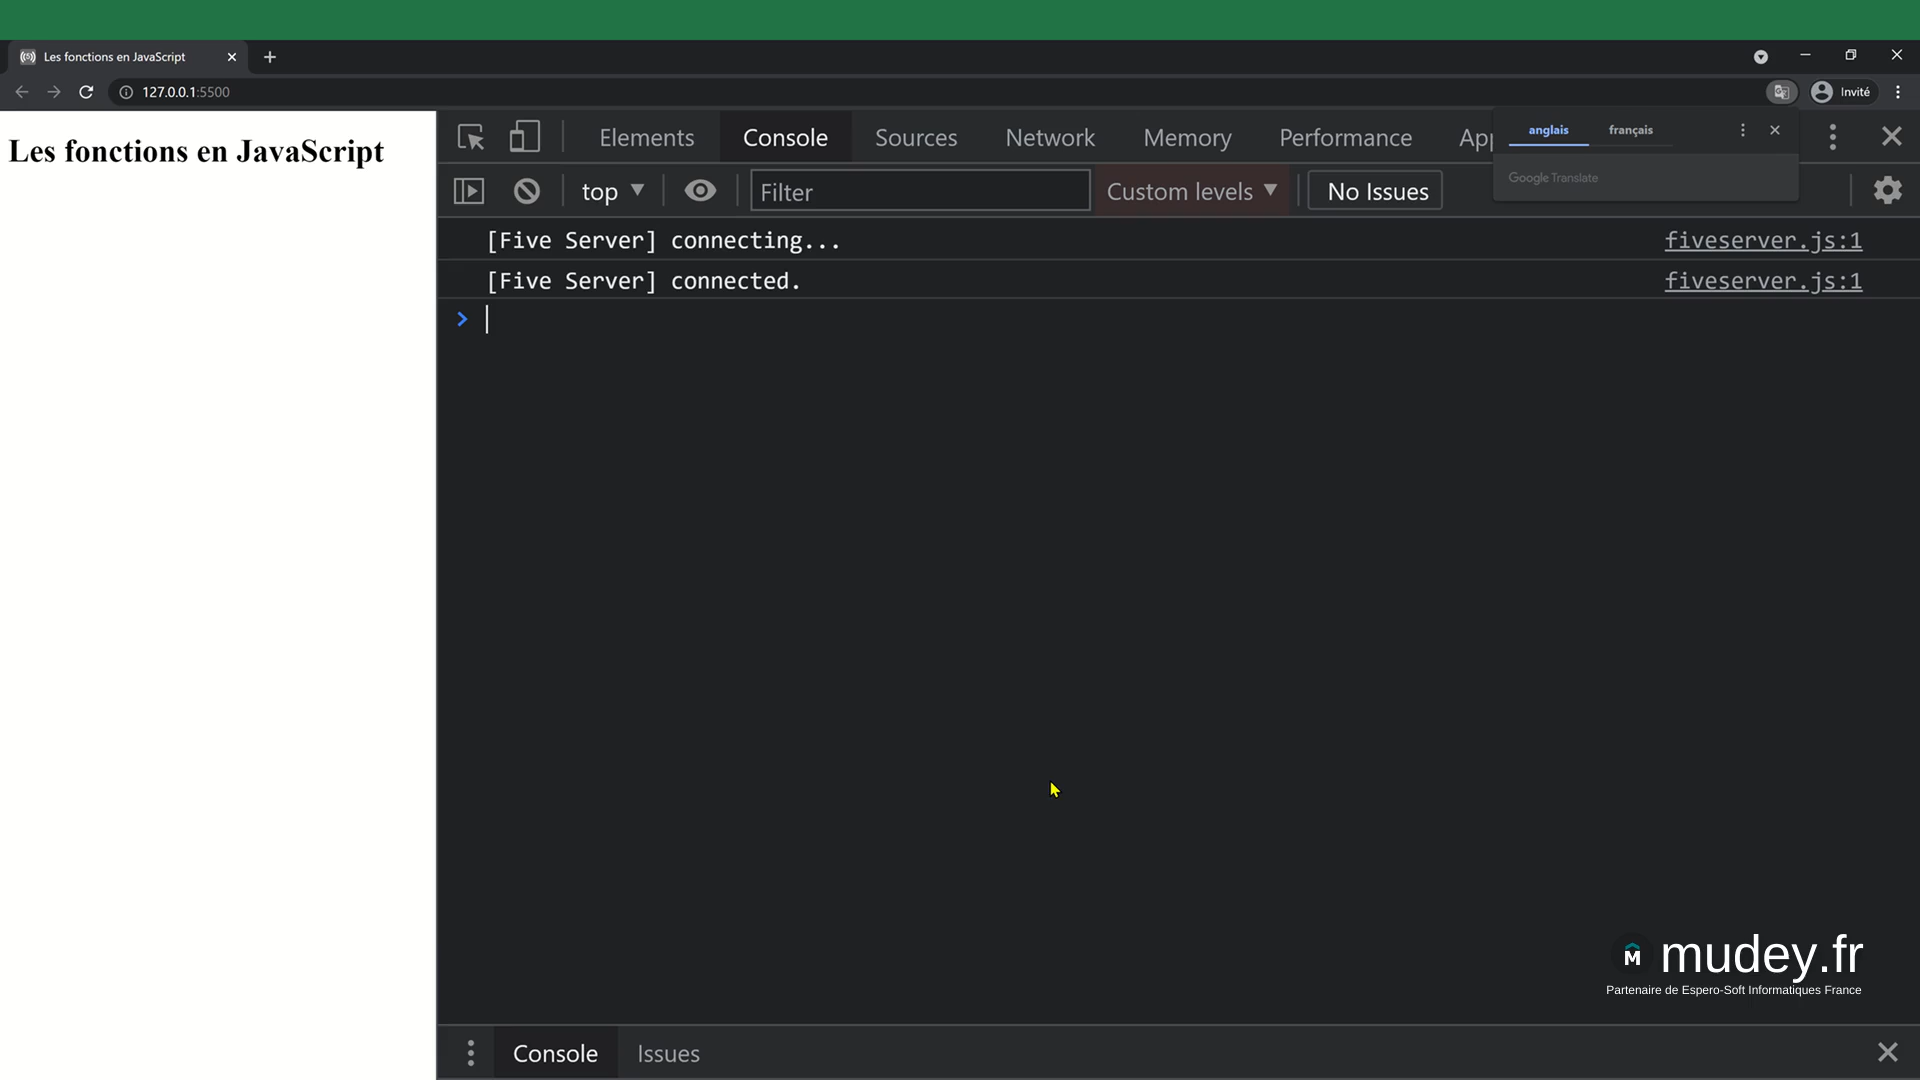 Les fonctions en JavaScript
127.0.0.1:5500
Invité
Les fonctions en JavaScript
Elements Console Sources Network Memory Performance App
anglais français
Google Translate
top Filter Custom levels No Issues
[Five Server] connecting... fiveserver.js:1
[Five Server] connected. fiveserver.js:1
>
M mudey.fr
Partenaire de Espero-Soft Informatiques France
Console Issues